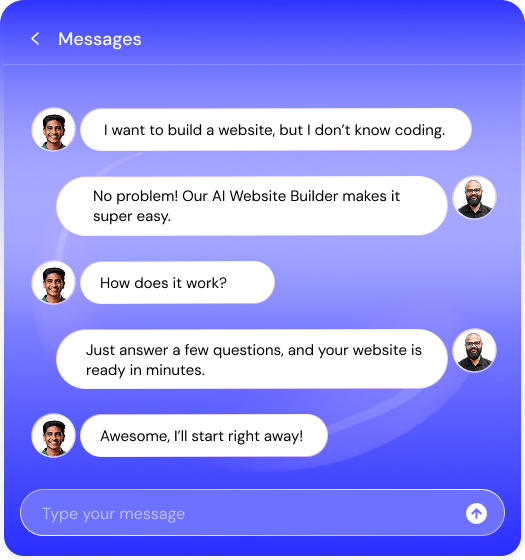 Messages
I want to build a website, but I don’t know coding.
No problem! Our AI Website Builder makes it
super easy.
How does it work?
Just answer a few questions, and your website is
ready in minutes.
Awesome, I’ll start right away!
Type your message